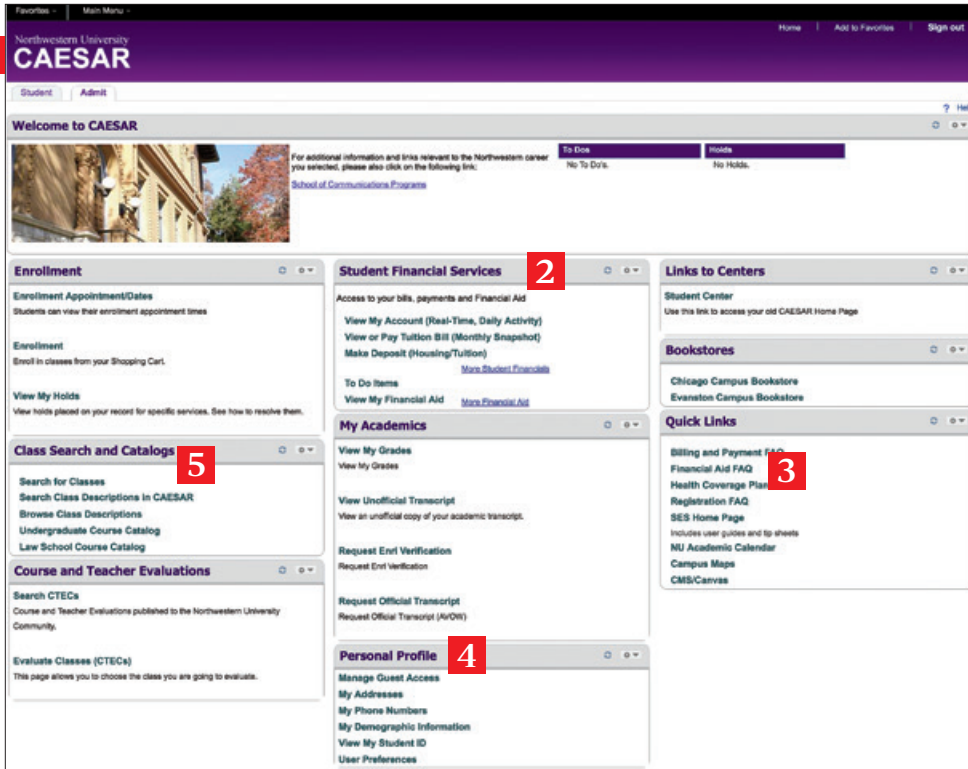 Favorites
Main Menu
Home
Add to Favorites
Sign out
Northwestern University
CAESAR
Student
Admit
?
Welcome to CAESAR
For additional information and links relevant to the Northwestern career
you selected, please also click on the following link:
School of Communications Programs
To Dos
No To Do's.
Holds
No Holds.
Enrollment
Enrollment Appointment/Dates
Students can view their enrollment appointment times
Enrollment
Enroll in classes from your Shopping Cart.
View My Holds
View holds placed on your record for specific services. See how to resolve them.
Class Search and Catalogs
5
Search for Classes
Search Class Descriptions in CAESAR
Browse Class Descriptions
Undergraduate Course Catalog
Law School Course Catalog
Course and Teacher Evaluations
Search CTECs
Course and Teacher Evaluations published to the Northwestern University
Community.
Evaluate Classes (CTECs)
This page allows you to choose the class you are going to evaluate.
Student Financial Services
2
Access to your bills, payments and Financial Aid
View My Account (Real-Time, Daily Activity)
View or Pay Tuition Bill (Monthly Snapshot)
Make Deposit (Housing/Tuition)
More Student Financials
To Do Items
View My Financial Aid
More Financial Aid
My Academics
View My Grades
View My Grades
View Unofficial Transcript
View an unofficial copy of your academic transcript.
Request Enrl Verification
Request Enrl Verification
Request Official Transcript
Request Official Transcript (AVOW)
Personal Profile
4
Manage Guest Access
My Addresses
My Phone Numbers
My Demographic Information
View My Student ID
User Preferences
Links to Centers
Student Center
Use this link to access your old CAESAR Home Page
Bookstores
Chicago Campus Bookstore
Evanston Campus Bookstore
Quick Links
Billing and Payment FAQ
Financial Aid FAQ
3
Health Coverage Plan
Registration FAQ
SES Home Page
Includes user guides and tip sheets
NU Academic Calendar
Campus Maps
CMS/Canvas